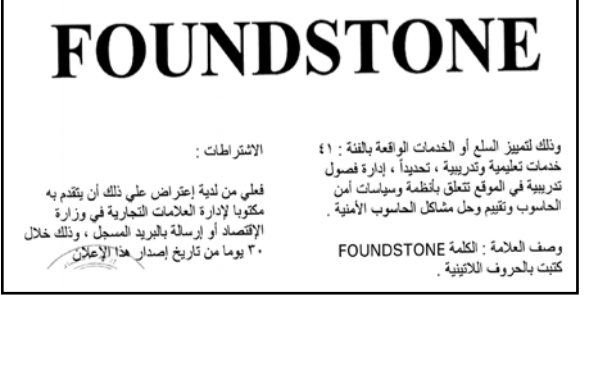 FOUNDSTONE
وذلك لتمييز السلع أو الخدمات الواقعة بالفئة : ٤١
خدمات تعليمية وتدريبية ، تحديداً ، إدارة فصول
تدريبية في الموقع تتعلق بأنظمة وسياسات أمن
الحاسوب وتقييم وحل مشاكل الحاسوب الأمنية .
وصف العلامة : الكلمة FOUNDSTONE
كتبت بالحروف اللاتينية .
الاشتراطات :
فعلي من لدية إعتراض علي ذلك أن يتقدم به
مكتوبا لإدارة العلامات التجارية في وزارة
الإقتصاد أو إرسالة بالبريد المسجل ، وذلك خلال
٣٠ يوما من تاريخ إصدار هذا الإعلان